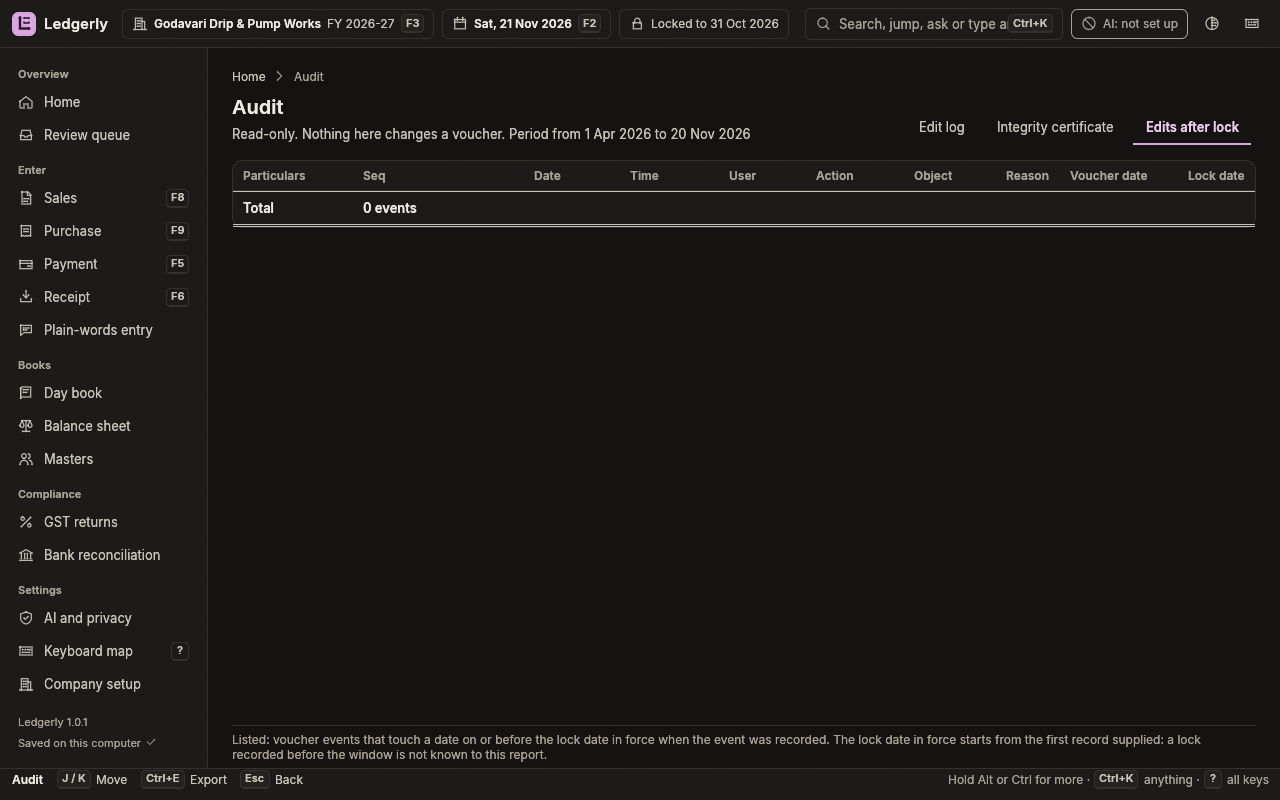 Ledgerly
Godavari Drip & Pump Works FY 2026-27 F3
Sat, 21 Nov 2026 F2
Locked to 31 Oct 2026
Search, jump, ask or type a Ctrl+K
AI: not set up
Overview
Home
Review queue
Enter
Sales F8
Purchase F9
Payment F5
Receipt F6
Plain-words entry
Books
Day book
Balance sheet
Masters
Compliance
GST returns
Bank reconciliation
Settings
AI and privacy
Keyboard map ?
Company setup
Ledgerly 1.0.1
Saved on this computer
Home > Audit
Audit
Read-only. Nothing here changes a voucher. Period from 1 Apr 2026 to 20 Nov 2026
Edit log Integrity certificate Edits after lock
Particulars Seq Date Time User Action Object Reason Voucher date Lock date
Total 0 events
Listed: voucher events that touch a date on or before the lock date in force when the event was recorded. The lock date in force starts from the first record supplied: a lock
recorded before the window is not known to this report.
Audit J / K Move Ctrl+E Export Esc Back
Hold Alt or Ctrl for more · Ctrl+K anything · ? all keys